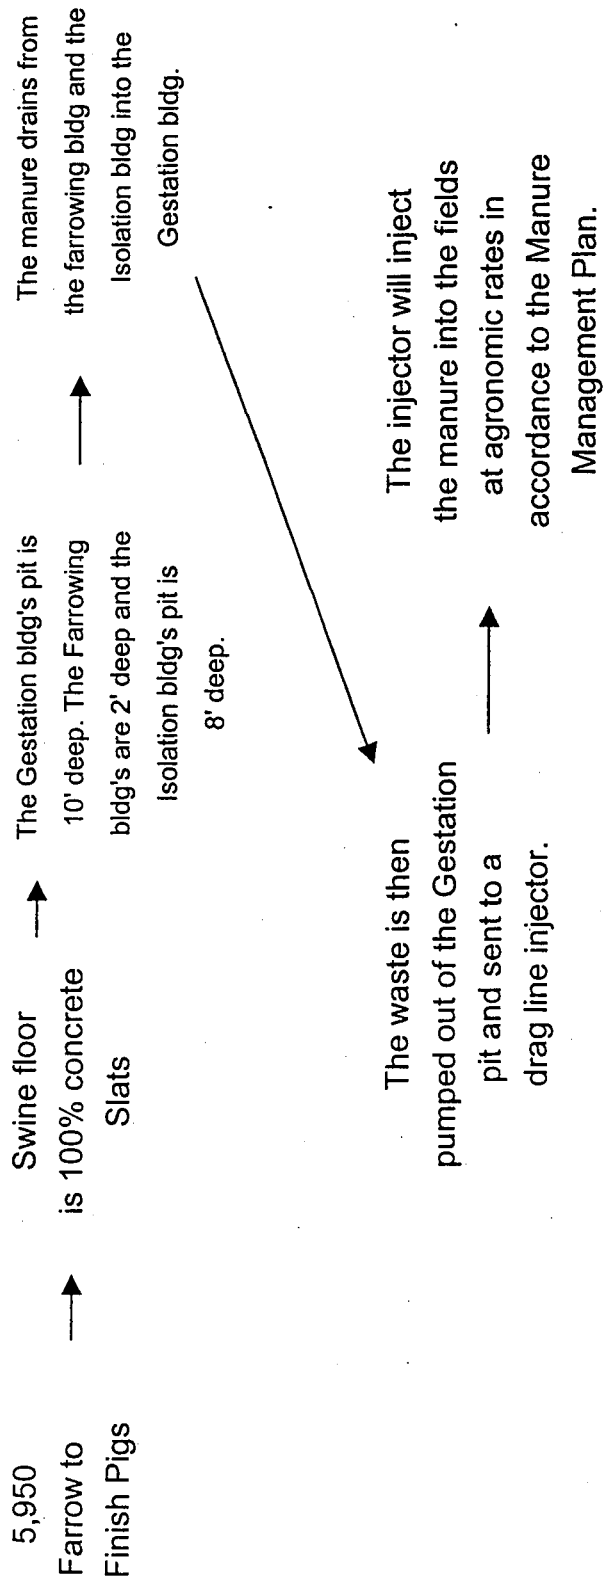 5,950
Farrow to
Finish Pigs
Swine floor
is 100% concrete
Slats
The Gestation bldg's pit is
10' deep. The Farrowing
bldg's are 2' deep and the
Isolation bldg's pit is
8' deep.
The manure drains from
the farrowing bldg and the
Isolation bldg into the
Gestation bldg.
The waste is then
pumped out of the Gestation
pit and sent to a
drag line injector.
The injector will inject
the manure into the fields
at agronomic rates in
accordance to the Manure
Management Plan.